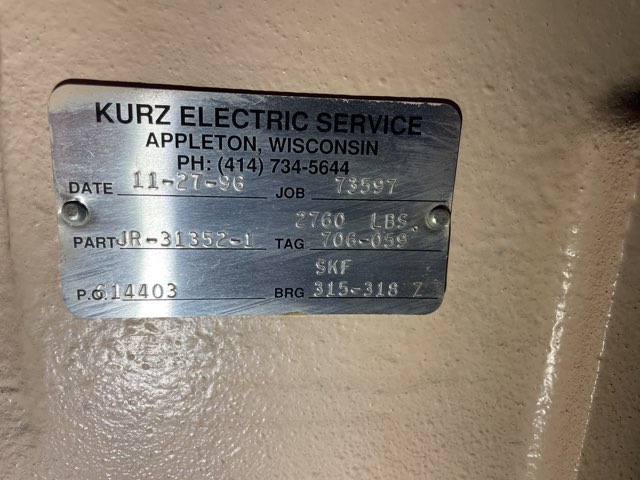 KURZ ELECTRIC SERVICE
APPLETON, WISCONSIN
PH: (414) 734-5644
DATE 11-27-96 JOB 73597
2760 LBS.
PART JR-31352-1 TAG 706-059
SKF
P.O. 614403 BRG 315-318 Z